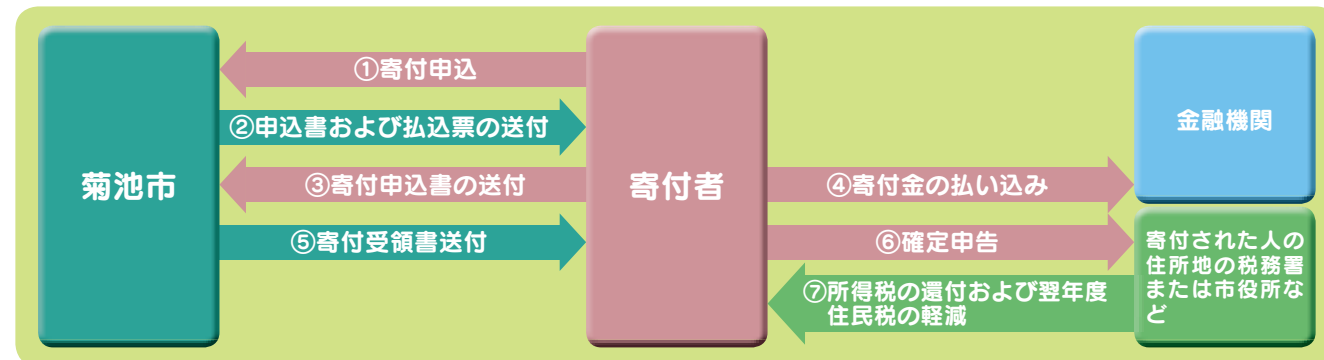 菊池市
①寄付申込
②申込書および払込票の送付
③寄付申込書の送付
⑤寄付受領書送付
寄付者
④寄付金の払い込み
⑥確定申告
⑦所得税の還付および翌年度
住民税の軽減
金融機関
寄付された人の
住所地の税務署
または市役所な
ど